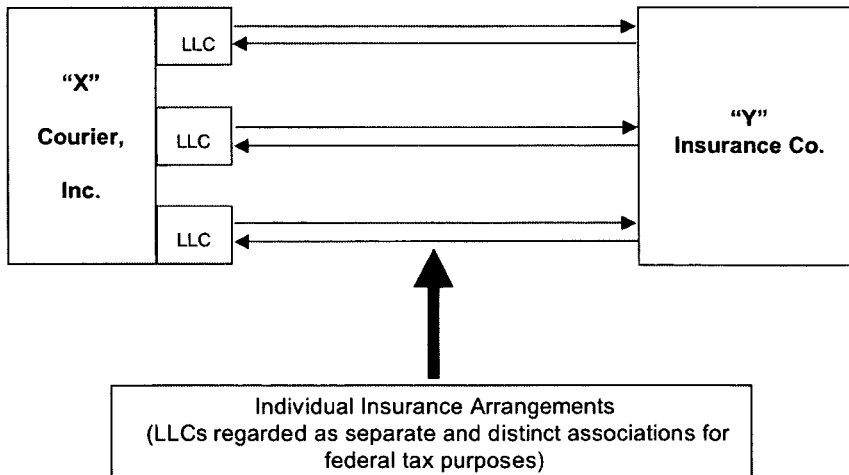 “X”
Courier,
Inc.
LLC
LLC
LLC
“Y”
Insurance Co.
Individual Insurance Arrangements
(LLCs regarded as separate and distinct associations for
federal tax purposes)